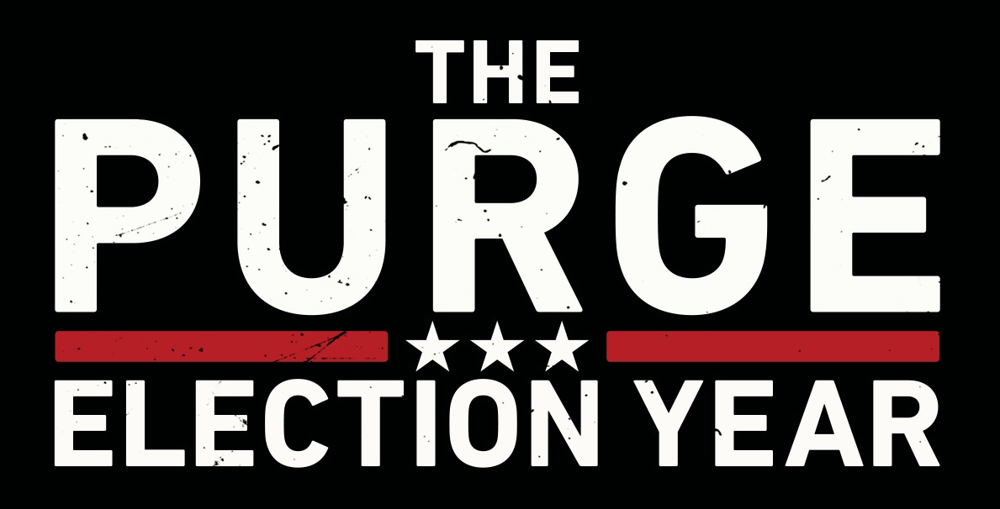 THE
PURGE
ELECTION YEAR